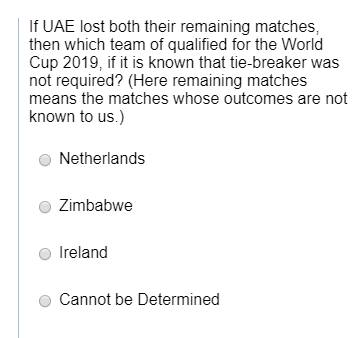 If UAE lost both their remaining matches,
then which team of qualified for the World
Cup 2019, if it is known that tie-breaker was
not required? (Here remaining matches
means the matches whose outcomes are not
known to us.)
Netherlands
Zimbabwe
Ireland
Cannot be Determined